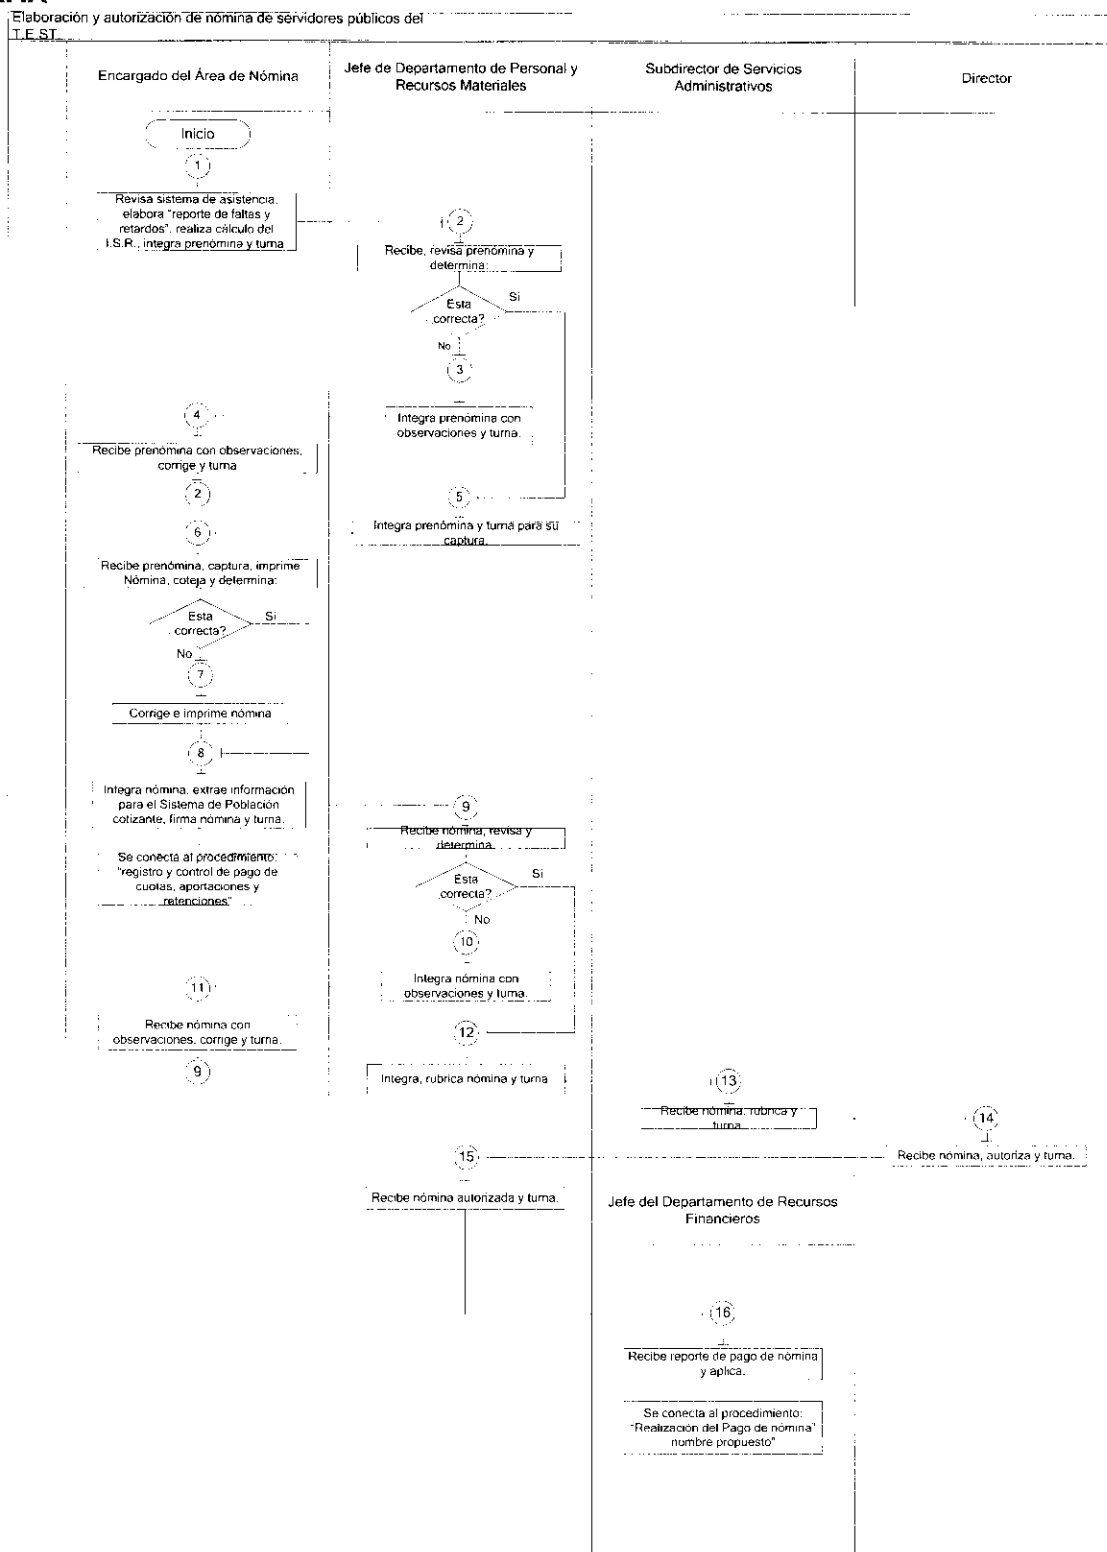 Elaboración y autorización de nómina de servidores públicos del
T.E.ST
Encargado del Área de Nómina
Jefe de Departamento de Personal y
Recursos Materiales
Subdirector de Servicios
Administrativos
Director
Inicio
1
Revisa sistema de asistencia,
elabora "reporte de faltas y
retardos", realiza cálculo del
I.S.R., integra prenómina y turna
2
Recibe, revisa prenómina y
determina:
Esta
correcta?
Si
No
3
Integra prenómina con
observaciones y turna.
4
Recibe prenómina con observaciones,
corrige y turna
2
5
Integra prenómina y turna para su
captura.
6
Recibe prenómina, captura, imprime
Nómina, coteja y determina:
Esta
correcta?
Si
No
7
Corrige e imprime nómina
8
Integra nómina, extrae información
para el Sistema de Población
cotizante, firma nómina y turna.
Se conecta al procedimiento:
"registro y control de pago de
cuotas, aportaciones y
retenciones"
9
Recibe nómina, revisa y
determina
Esta
correcta?
Si
No
10
Integra nómina con
observaciones y turna.
11
Recibe nómina con
observaciones, corrige y turna.
9
12
Integra, rubrica nómina y turna
13
Recibe nómina, rubrica y
turna
14
Recibe nómina, autoriza y turna.
15
Recibe nómina autorizada y turna.
Jefe del Departamento de Recursos
Financieros
16
Recibe reporte de pago de nómina
y aplica.
Se conecta al procedimiento:
"Realización del Pago de nómina"
nombre propuesto"